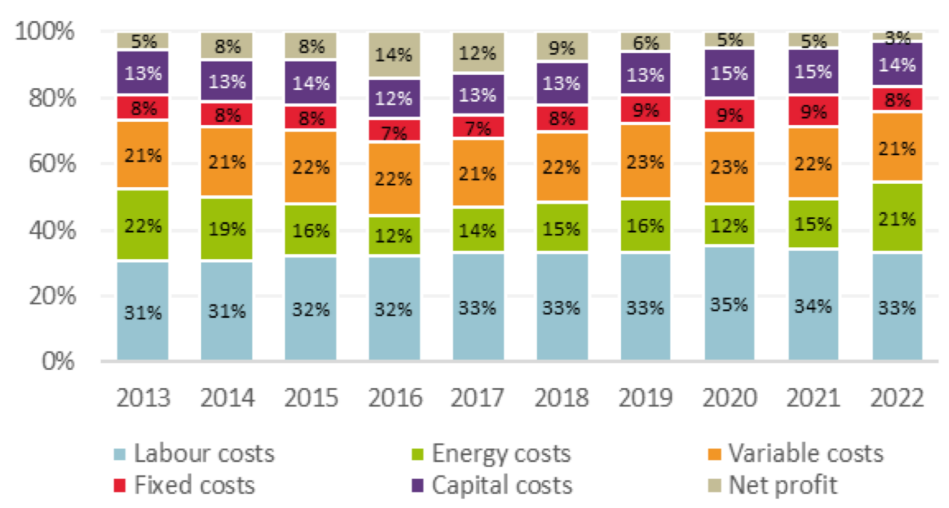 100%
5% 8% 8% 14% 12% 9% 6% 5% 5% 3%
13% 13% 14% 12% 13% 13% 13% 15% 15% 14%
80%
8% 8% 8% 7% 7% 8% 9% 9% 9% 8%
60%
21% 21% 22% 22% 21% 22% 23% 23% 22% 21%
40%
22% 19% 16% 12% 14% 15% 16% 12% 15% 21%
20%
31% 31% 32% 32% 33% 33% 33% 35% 34% 33%
0%
2013 2014 2015 2016 2017 2018 2019 2020 2021 2022
Labour costs Energy costs Variable costs
Fixed costs Capital costs Net profit